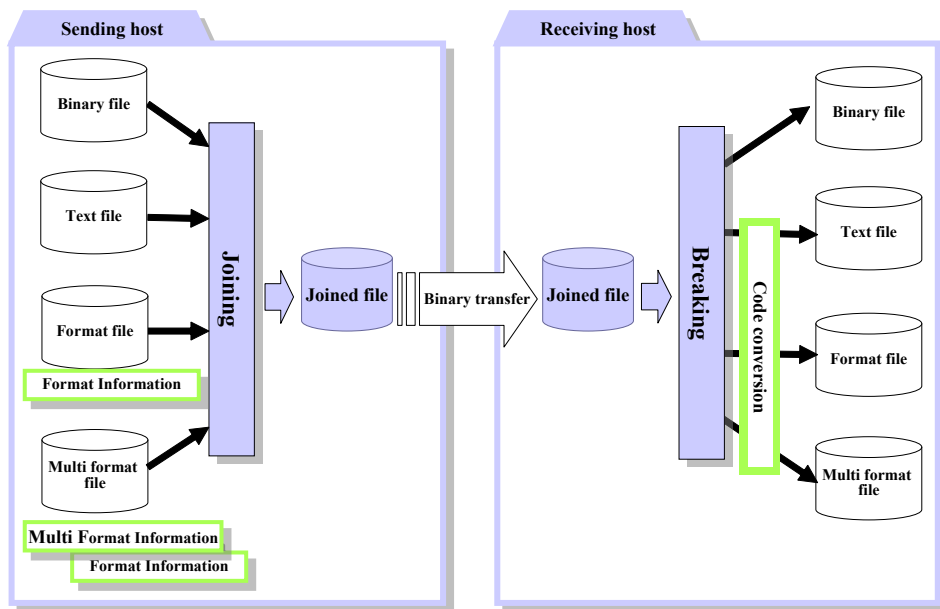 Sending host
Binary file
Text file
Format file
Format Information
Multi format
file
Multi Format Information
Format Information
Joining
Joined file
Binary transfer
Receiving host
Joined file
Breaking
Code conversion
Binary file
Text file
Format file
Multi format
file